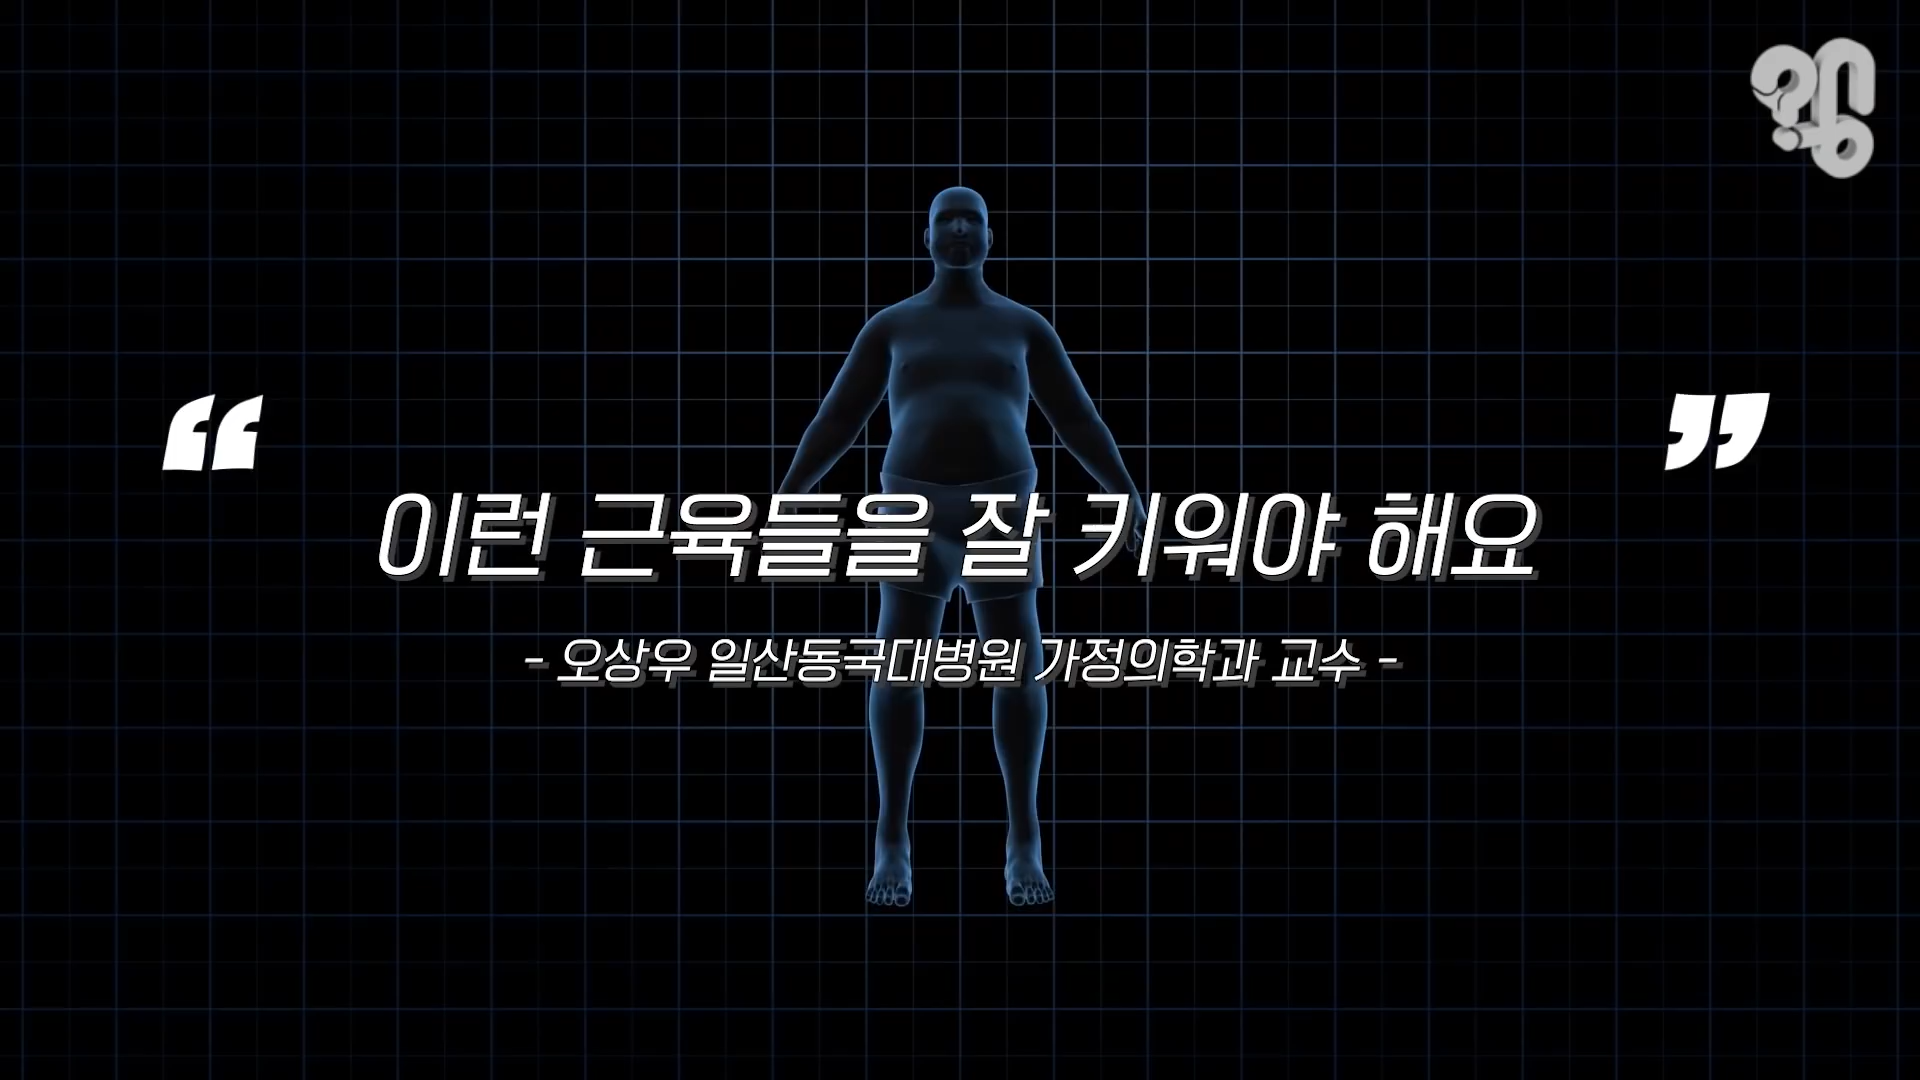 “ ”
이런 근육들을 잘 키워야 해요
- 오상우 일산동국대병원 가정의학과 교수 -